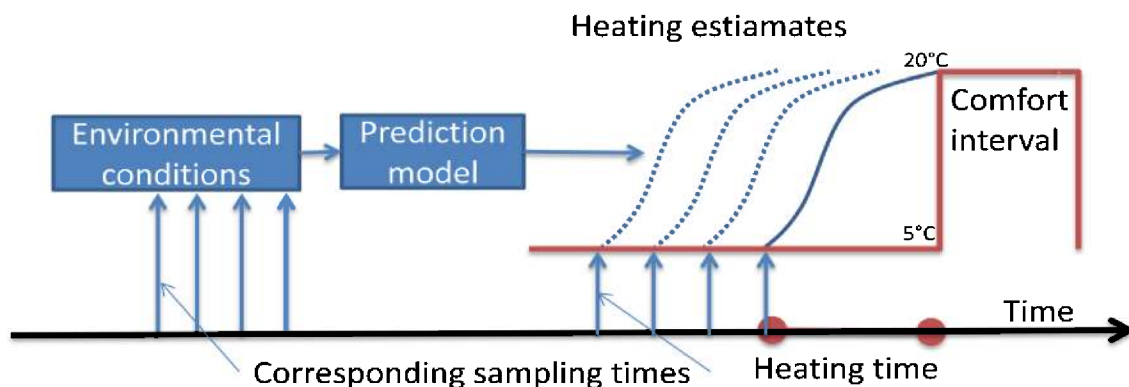 Heating estiamates
20°C
Environmental
conditions
Prediction
model
Comfort
interval
5°C
Time
Corresponding sampling times
Heating time